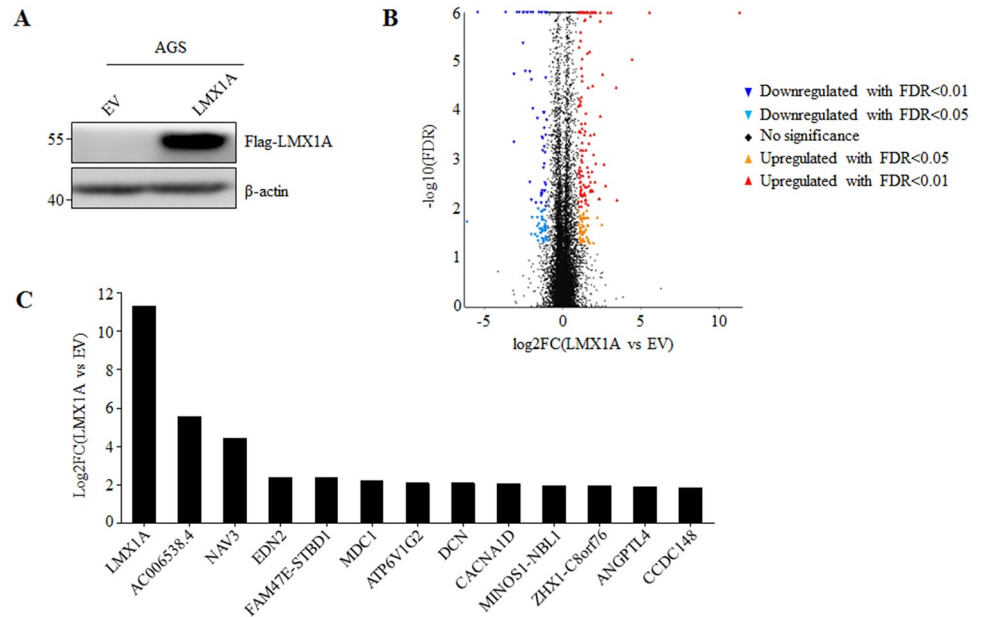 A
AGS
EV
LMX1A
55
Flag-LMX1A
40
β-actin
B
6
5
4
3
2
1
0
-log10(FDR)
-5
0
5
10
log2FC(LMX1A vs EV)
Downregulated with FDR<0.01
Downregulated with FDR<0.05
No significance
Upregulated with FDR<0.05
Upregulated with FDR<0.01
C
12
10
8
6
4
2
0
Log2FC(LMX1A vs EV)
LMX1A
AC006538.4
NAV3
EDN2
FAM47E-STBD1
MDC1
ATP6V1G2
DCN
CACNA1D
MINOS1-NBL1
ZHX1-C8orf76
ANGPTL4
CCDC148